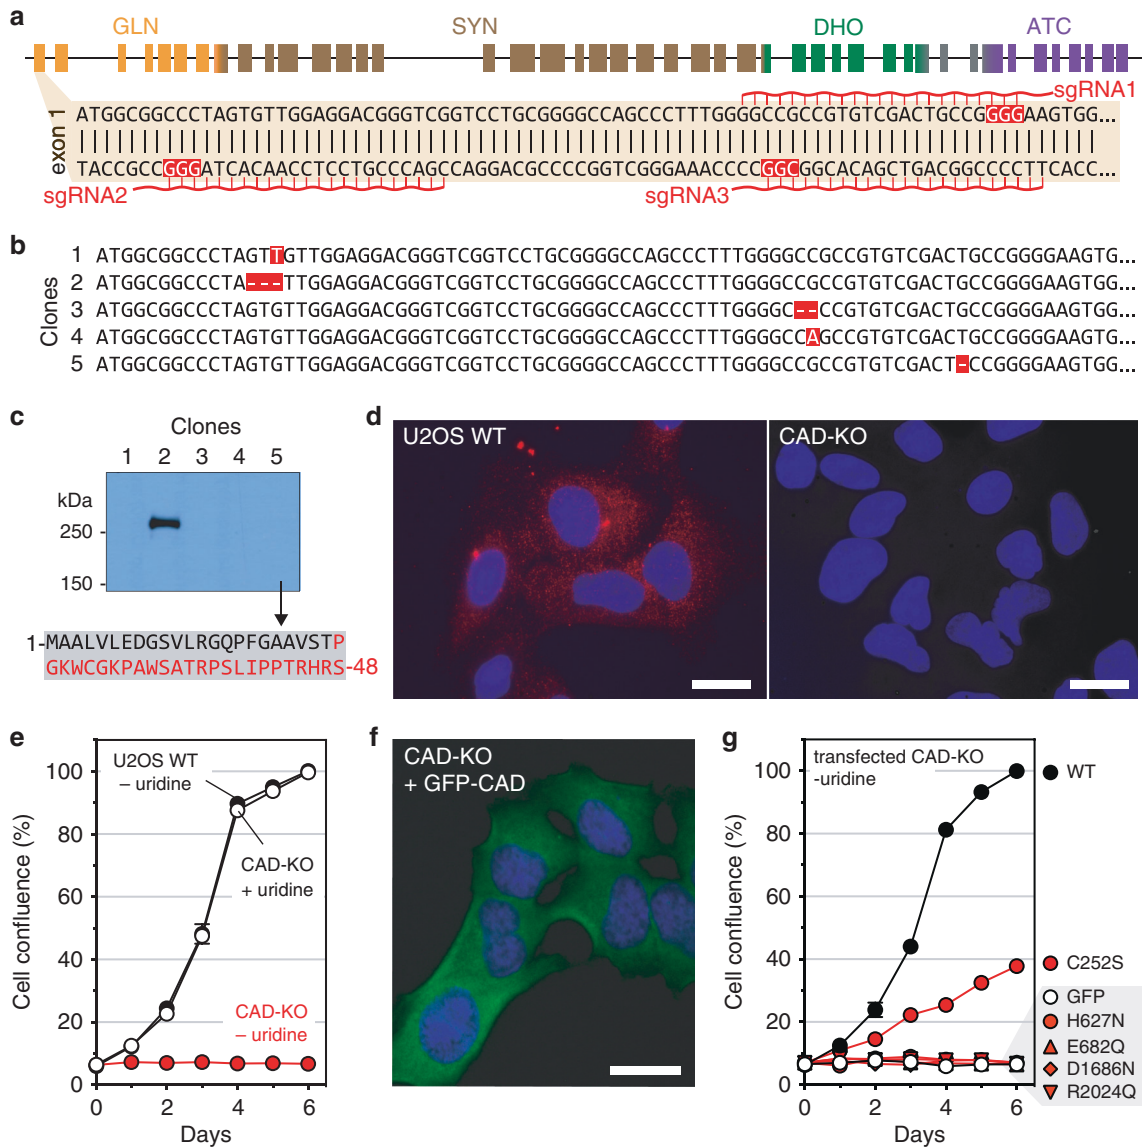 a
GLN SYN DHO ATC
sgRNA1
exon 1
ATGGCGGCCCTAGTGTTGGAGGACGGGTCGGTCCTGCGGGGCCAGCCCTTTGGGGCCGCCGTGTCGACTGCCGGGGAAGTGG...
TACCGCCGGGATCACAACCTCCTGCCCAGCCAGGACGCCCCGGTCGGGAAACCCCGGCGGCACAGCTGACGGCCCCTTCACC...
sgRNA2 sgRNA3
b
Clones
1 ATGGCGGCCCTAGTTGTTGGAGGACGGGTCGGTCCTGCGGGGCCAGCCCTTTGGGGCCGCCGTGTCGACTGCCGGGGAAGTG...
2 ATGGCGGCCCTA---TTGGAGGACGGGTCGGTCCTGCGGGGCCAGCCCTTTGGGGCCGCCGTGTCGACTGCCGGGGAAGTGG...
3 ATGGCGGCCCTAGTGTTGGAGGACGGGTCGGTCCTGCGGGGCCAGCCCTTTGGGGC--CCGTGTCGACTGCCGGGGAAGTGG...
4 ATGGCGGCCCTAGTGTTGGAGGACGGGTCGGTCCTGCGGGGCCAGCCCTTTGGGGCCAGCCGTGTCGACTGCCGGGGAAGTG...
5 ATGGCGGCCCTAGTGTTGGAGGACGGGTCGGTCCTGCGGGGCCAGCCCTTTGGGGCCGCCGTGTCGACT-CCGGGGAAGTGG...
c
Clones
1 2 3 4 5
kDa
250
150
1-MAALVLEDGSVLRGQPFGAAVSTP
GKWCGKPAWSATRPSLIPPTRHRS-48
d
U2OS WT
CAD-KO
e
Cell confluence (%)
100
80
60
40
20
0
U2OS WT
– uridine
CAD-KO
+ uridine
CAD-KO
– uridine
0 2 4 6
Days
f
CAD-KO
+ GFP-CAD
g
Cell confluence (%)
100
80
60
40
20
0
transfected CAD-KO
-uridine
0 2 4 6
Days
WT
C252S
GFP
H627N
E682Q
D1686N
R2024Q